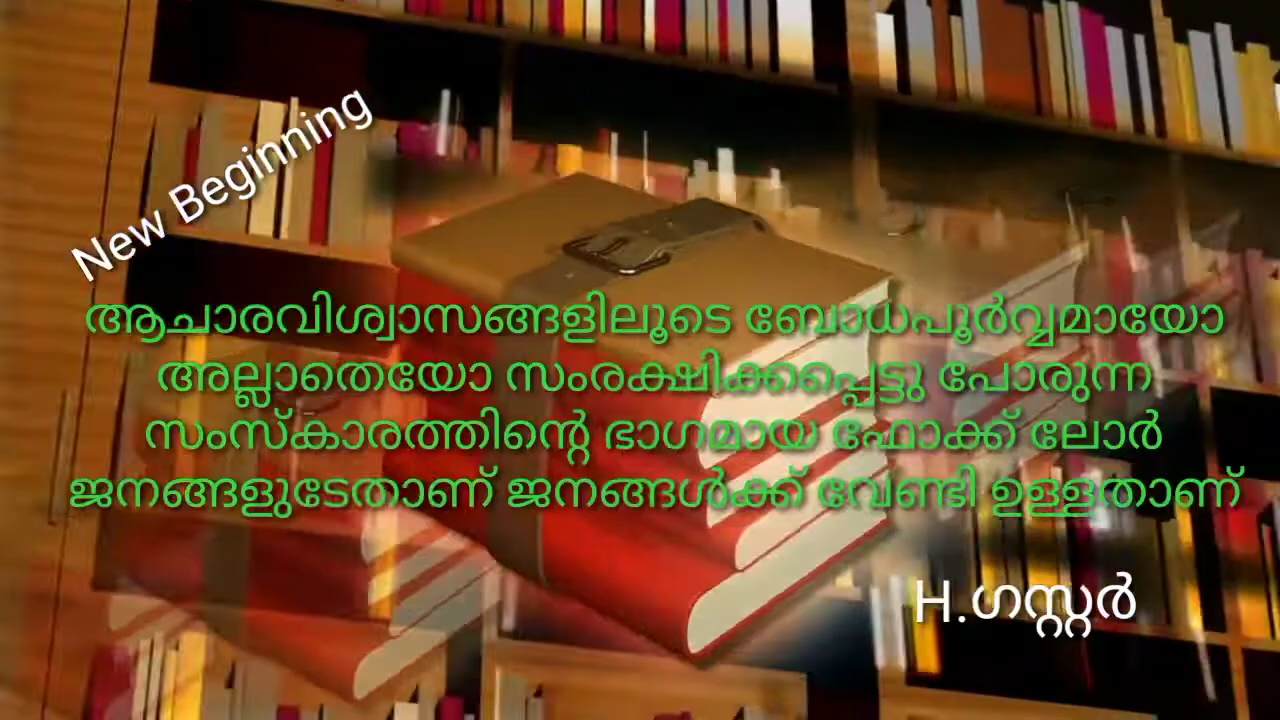 New Beginning
ആചാരവിശ്വാസങ്ങളിലൂടെ ബോധപൂർവ്വമായോ
അല്ലാതെയോ സംരക്ഷിക്കപ്പെട്ടു പോരുന്ന
സംസ്കാരത്തിന്റെ ഭാഗമായ ഫോക്ക് ലോർ
ജനങ്ങളുടേതാണ് ജനങ്ങൾക്ക് വേണ്ടി ഉള്ളതാണ്
H.ഗസ്റ്റർ